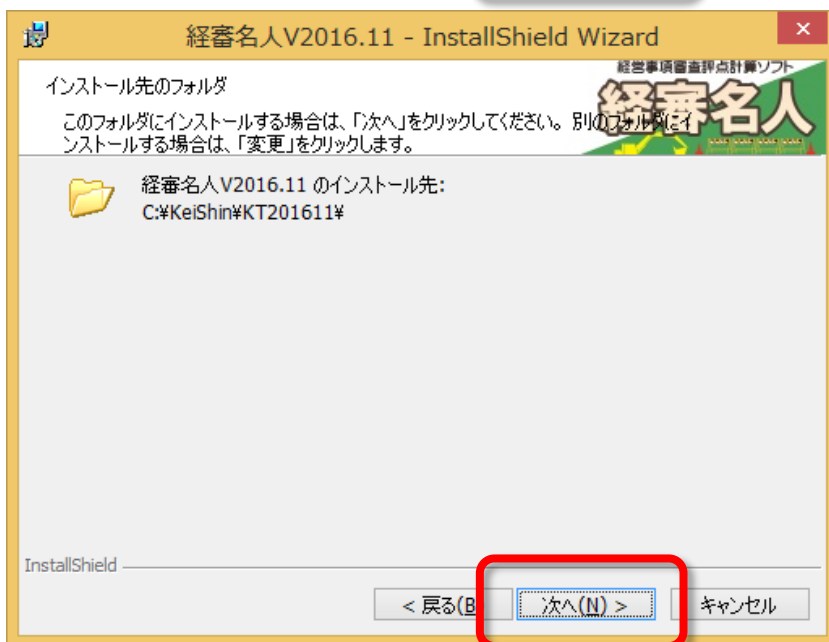 経審名人V2016.11 - InstallShield Wizard
インストール先のフォルダ
経営事項審査評点計算ソフト
経審名人
このフォルダにインストールする場合は、「次へ」をクリックしてください。別のフォルダにイ
ンストールする場合は、「変更」をクリックします。
経審名人V2016.11 のインストール先:
C:¥KeiShin¥KT201611¥
InstallShield
< 戻る(B
次へ(N) >
キャンセル